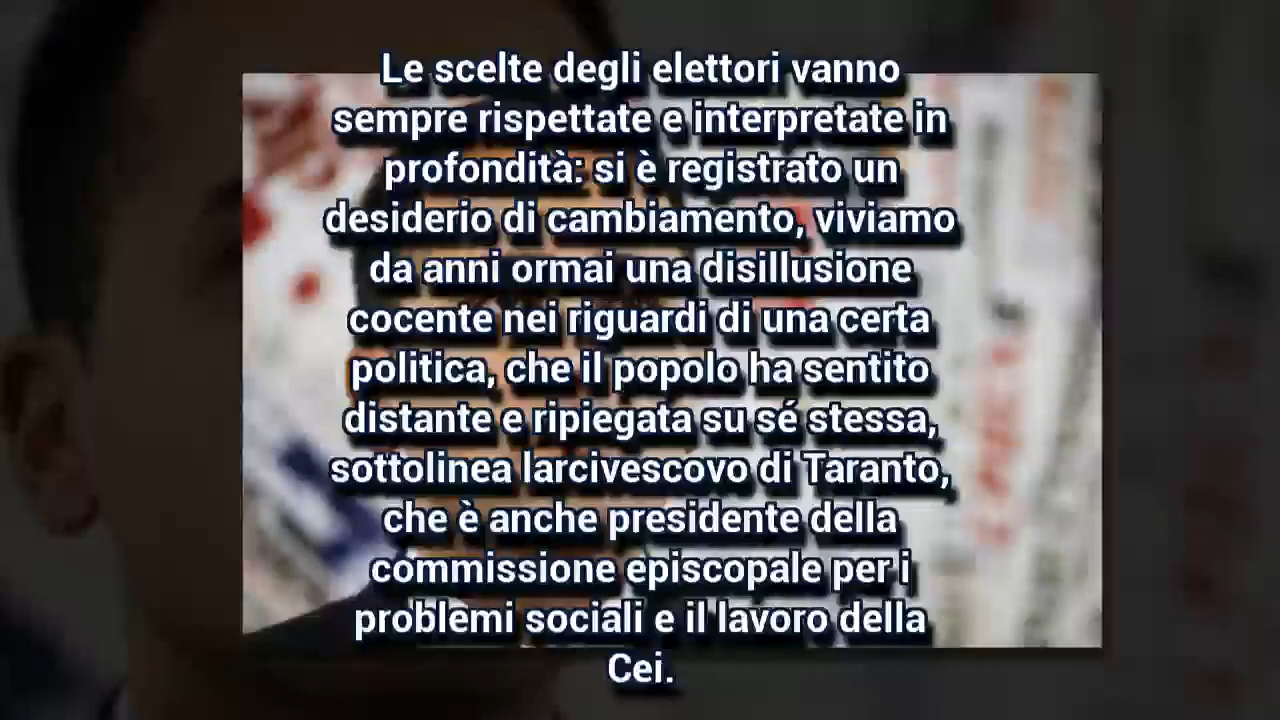 Le scelte degli elettori vanno
sempre rispettate e interpretate in
profondità: si è registrato un
desiderio di cambiamento, viviamo
da anni ormai una disillusione
cocente nei riguardi di una certa
politica, che il popolo ha sentito
distante e ripiegata su sé stessa,
sottolinea larcivescovo di Taranto,
che è anche presidente della
commissione episcopale per i
problemi sociali e il lavoro della
Cei.